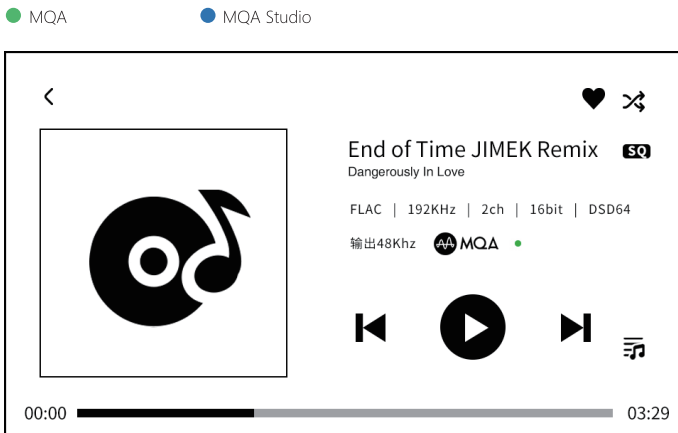 MQA MQA Studio
End of Time JIMEK Remix SQ
Dangerously In Love
FLAC | 192KHz | 2ch | 16bit | DSD64
输出48Khz MQA
00:00 03:29